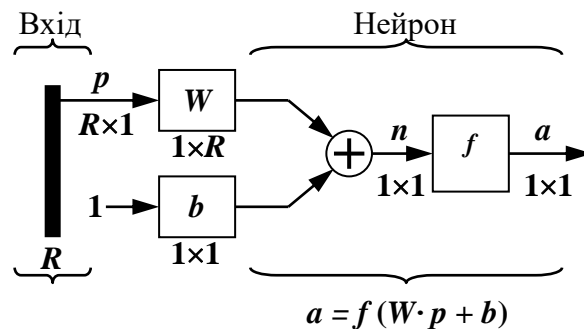 Вхід Нейрон
p W n f a
R×1 1×R 1×1 1×1
1 b
R 1×1
a = f (W· p + b)